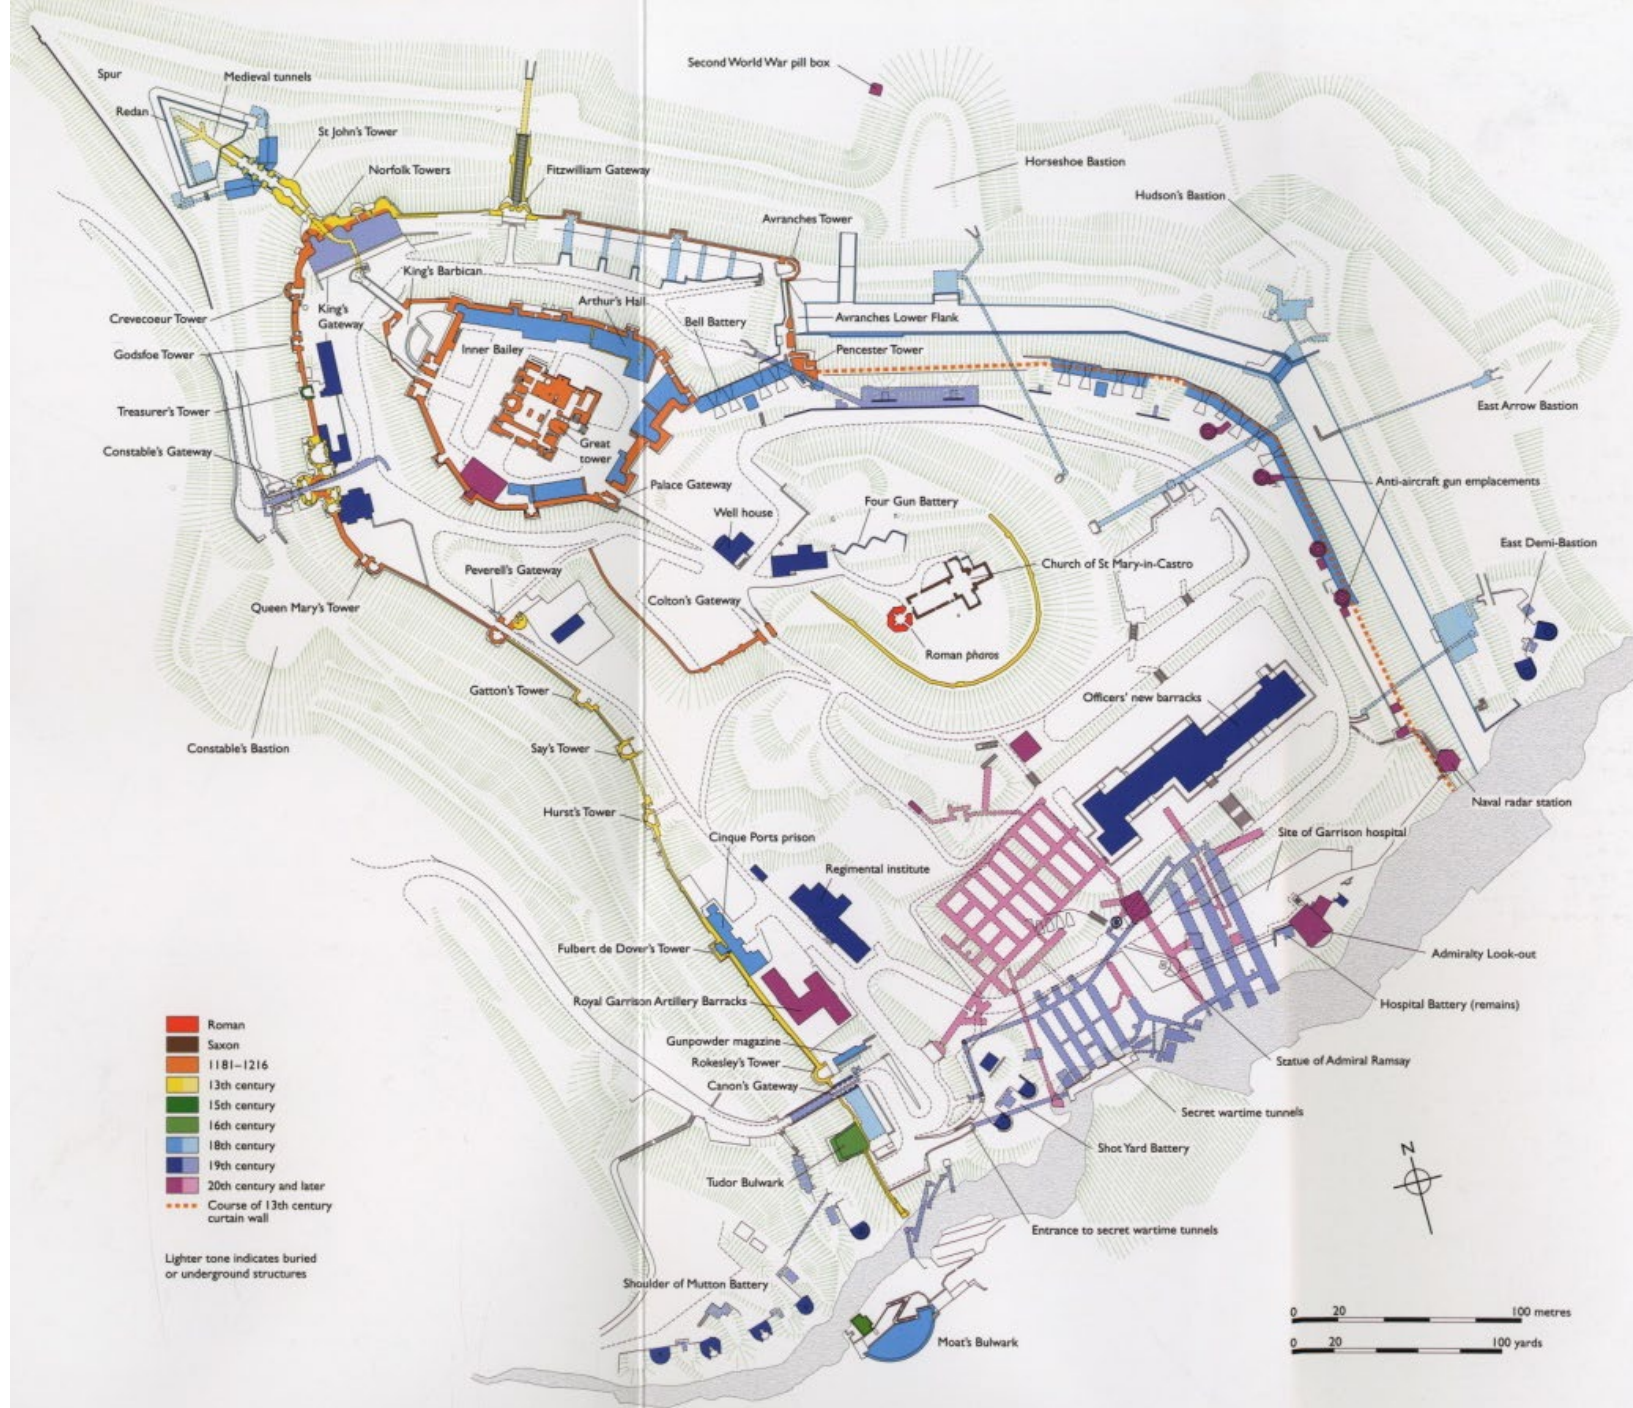 Second World War pill box
Spur
Medieval tunnels
Redan
St John's Tower
Norfolk Towers
Fitzwilliam Gateway
Horseshoe Bastion
Hudson's Bastion
Avranches Tower
King's Barbican
Arthur's Hall
Crevecoeur Tower
King's
Gateway
Bell Battery
Avranches Lower Flank
Godsfoe Tower
Inner Bailey
Pencester Tower
Treasurer's Tower
East Arrow Bastion
Constable's Gateway
Great
tower
Palace Gateway
Anti-aircraft gun emplacements
Well house
Four Gun Battery
East Demi-Bastion
Peverell's Gateway
Church of St Mary-in-Castro
Queen Mary's Tower
Colton's Gateway
Roman pharos
Gatton's Tower
Officers' new barracks
Constable's Bastion
Say's Tower
Naval radar station
Hurst's Tower
Cinque Ports prison
Site of Garrison hospital
Regimental institute
Fulbert de Dover's Tower
Admiralty Look-out
Royal Garrison Artillery Barracks
Hospital Battery (remains)
Gunpowder magazine
Rokesley's Tower
Canon's Gateway
Statue of Admiral Ramsay
Secret wartime tunnels
Shot Yard Battery
Tudor Bulwark
Entrance to secret wartime tunnels
Shoulder of Mutton Battery
Moat's Bulwark
Roman
Saxon
1181–1216
13th century
15th century
16th century
18th century
19th century
20th century and later
Course of 13th century
curtain wall
Lighter tone indicates buried
or underground structures
N
0 20 100 metres
0 20 100 yards